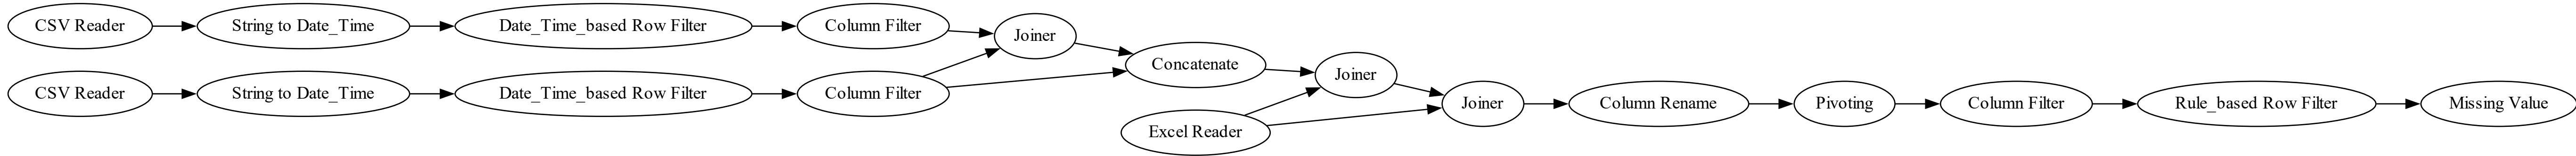 CSV Reader
String to Date_Time
Date_Time_based Row Filter
Column Filter
Joiner
CSV Reader
String to Date_Time
Date_Time_based Row Filter
Column Filter
Concatenate
Excel Reader
Joiner
Joiner
Column Rename
Pivoting
Column Filter
Rule_based Row Filter
Missing Value